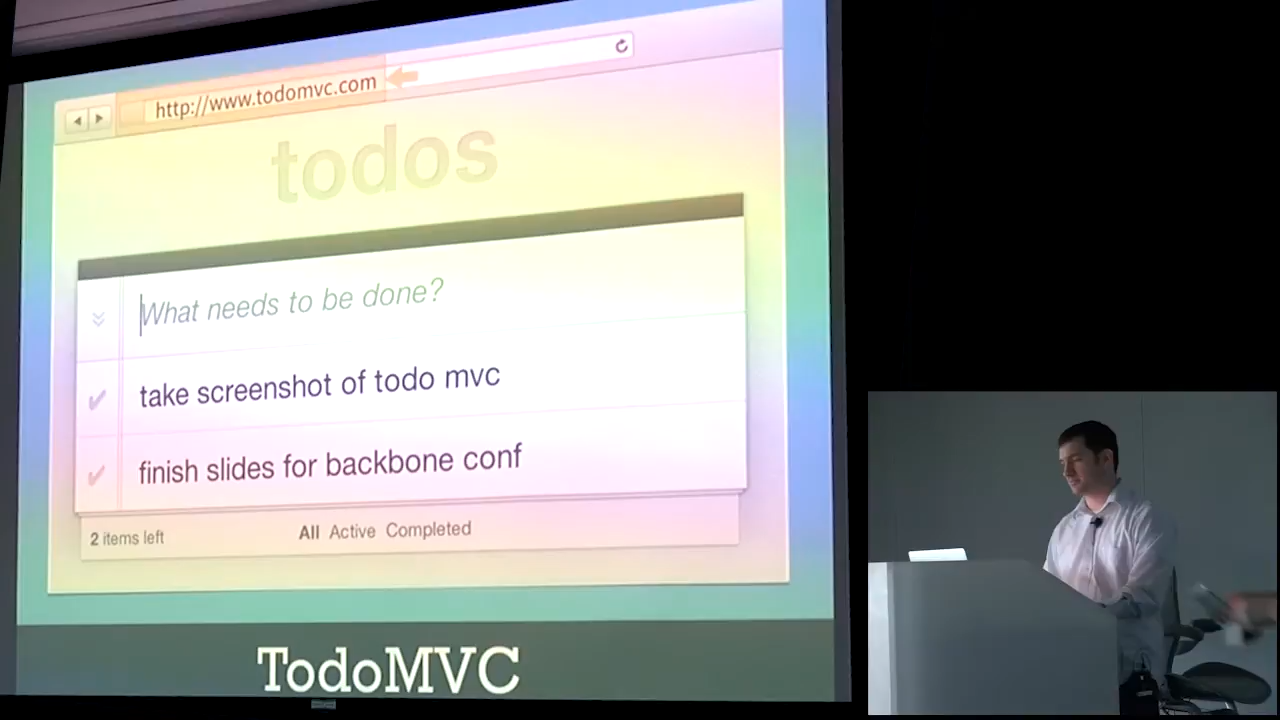 http://www.todomvc.com
todos
What needs to be done?
take screenshot of todo mvc
finish slides for backbone conf
2 items left All Active Completed
TodoMVC